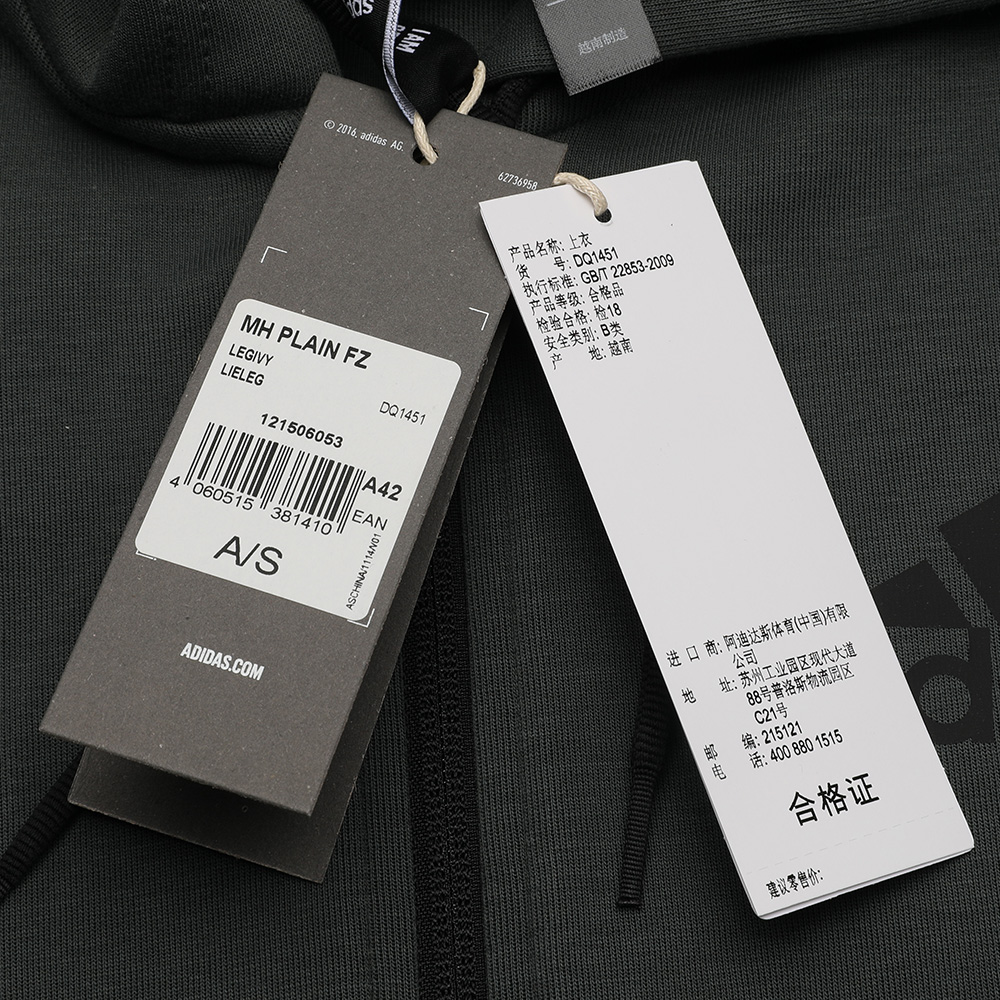 adidas
I AM
越南制造
© 2016. adidas AG.
62736958
MH PLAIN FZ
LEGIVY
LIELEG
DQ1451
121506053
A42
4 060515 381410
EAN
A/S
ASCHINA/1114/V01
ADIDAS.COM
产品名称: 上衣
货 号: DQ1451
执行标准: GB/T 22853-2009
产品等级: 合格品
检验合格: 检18
安全类别: B类
产 地: 越南
进 口 商: 阿迪达斯体育(中国)有限
公司
地 址: 苏州工业园区现代大道
88号普洛斯物流园区
C21号
邮 编: 215121
电 话: 400 880 1515
合格证
建议零售价: